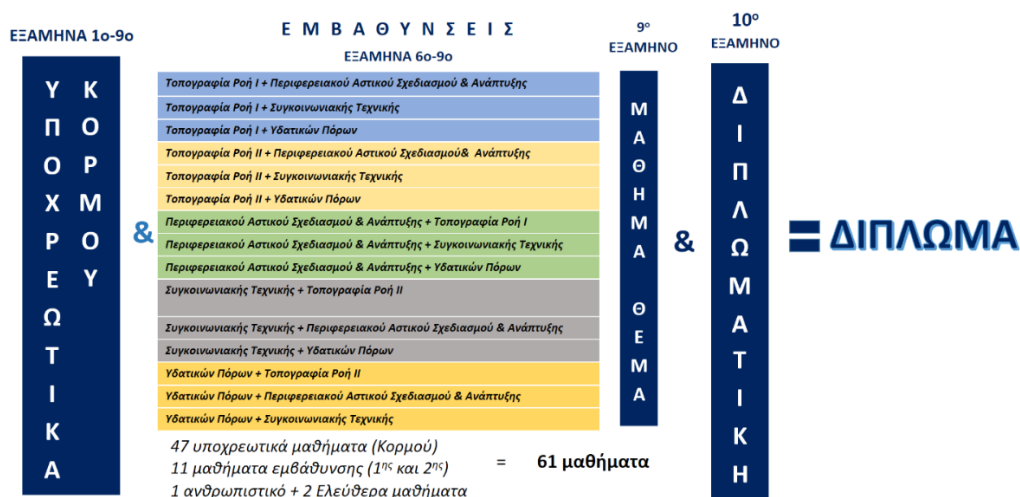 ΕΞΑΜΗΝΑ 1ο-9ο
ΥΠΟΧΡΕΩΤΙΚΑ
ΚΟΡΜΟΥ
&
ΕΜΒΑΘΥΝΣΕΙΣ
ΕΞΑΜΗΝΑ 6ο-9ο
Τοπογραφία Ροή Ι + Περιφερειακού Αστικού Σχεδιασμού & Ανάπτυξης
Τοπογραφία Ροή Ι + Συγκοινωνιακής Τεχνικής
Τοπογραφία Ροή Ι + Υδατικών Πόρων
Τοπογραφία Ροή ΙΙ + Περιφερειακού Αστικού Σχεδιασμού& Ανάπτυξης
Τοπογραφία Ροή ΙΙ + Συγκοινωνιακής Τεχνικής
Τοπογραφία Ροή ΙΙ + Υδατικών Πόρων
Περιφερειακού Αστικού Σχεδιασμού & Ανάπτυξης + Τοπογραφία Ροή Ι
Περιφερειακού Αστικού Σχεδιασμού & Ανάπτυξης + Συγκοινωνιακής Τεχνικής
Περιφερειακού Αστικού Σχεδιασμού & Ανάπτυξης + Υδατικών Πόρων
Συγκοινωνιακής Τεχνικής + Τοπογραφία Ροή ΙΙ
Συγκοινωνιακής Τεχνικής + Περιφερειακού Αστικού Σχεδιασμού & Ανάπτυξης
Συγκοινωνιακής Τεχνικής + Υδατικών Πόρων
Υδατικών Πόρων + Τοπογραφία Ροή ΙΙ
Υδατικών Πόρων + Περιφερειακού Αστικού Σχεδιασμού & Ανάπτυξης
Υδατικών Πόρων + Συγκοινωνιακής Τεχνικής
47 υποχρεωτικά μαθήματα (Κορμού)
11 μαθήματα εμβάθυνσης (1ης και 2ης) = 61 μαθήματα
1 ανθρωπιστικό + 2 Ελεύθερα μαθήματα
9ο
ΕΞΑΜΗΝΟ
ΜΑΘΗΜΑ ΘΕΜΑ
&
10ο
ΕΞΑΜΗΝΟ
ΔΙΠΛΩΜΑΤΙΚΗ
= ΔΙΠΛΩΜΑ